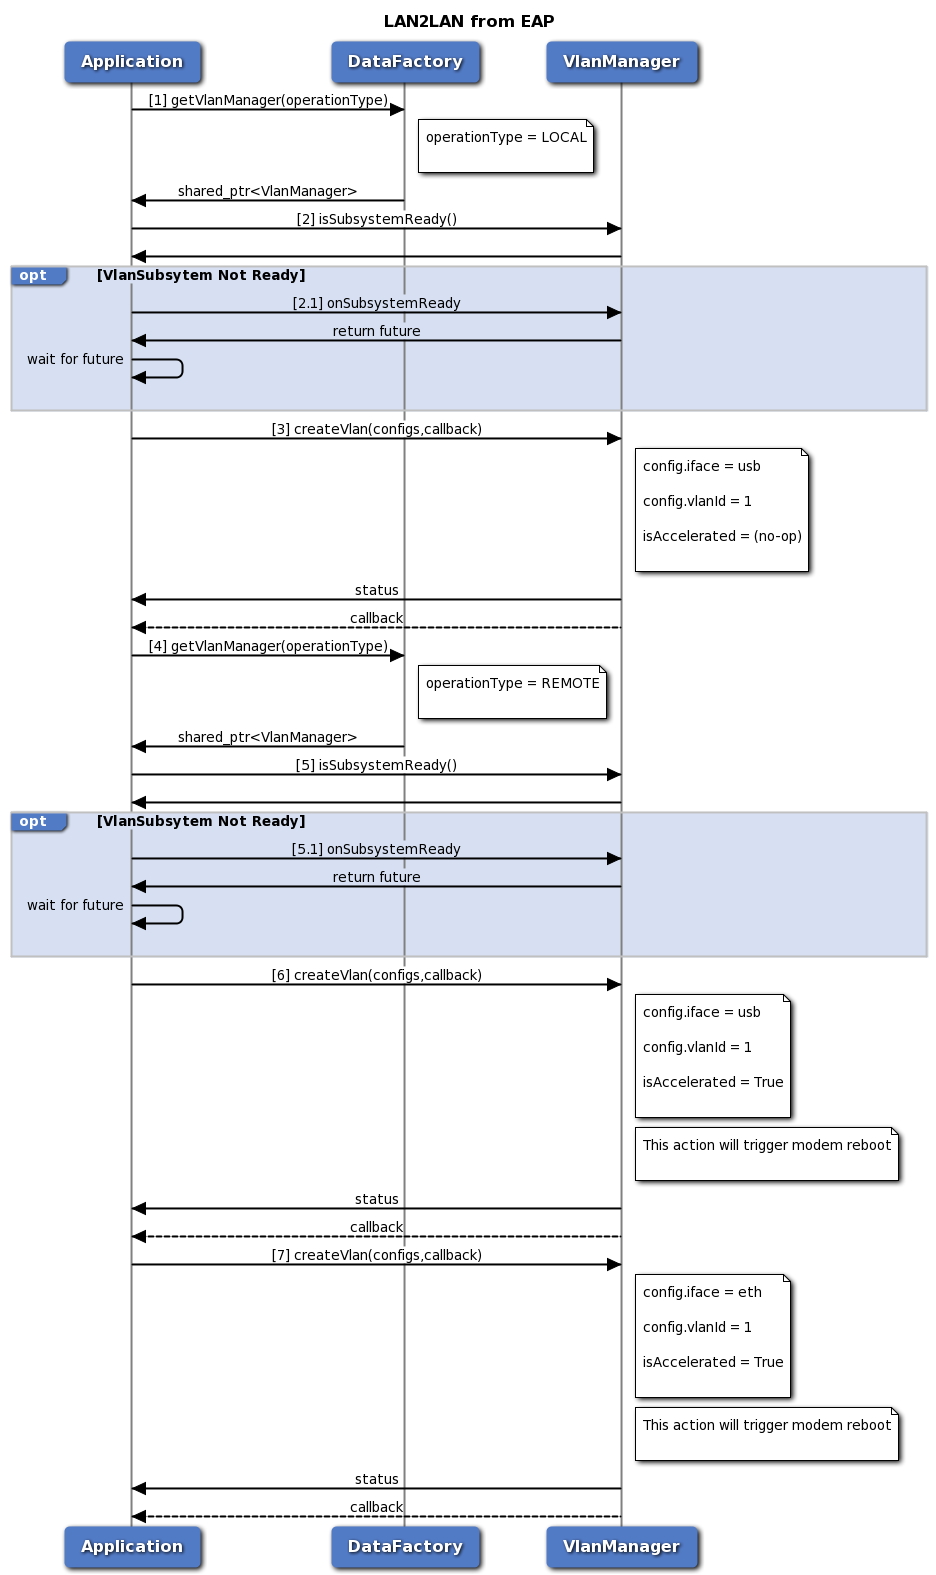 LAN2LAN from EAP
Application
DataFactory
VlanManager
[1] getVlanManager(operationType)
operationType = LOCAL
shared_ptr<VlanManager>
[2] isSubsystemReady()
opt
[VlanSubsytem Not Ready]
[2.1] onSubsystemReady
return future
wait for future
[3] createVlan(configs,callback)
config.iface = usb
config.vlanId = 1
isAccelerated = (no-op)
status
callback
[4] getVlanManager(operationType)
operationType = REMOTE
shared_ptr<VlanManager>
[5] isSubsystemReady()
opt
[VlanSubsytem Not Ready]
[5.1] onSubsystemReady
return future
wait for future
[6] createVlan(configs,callback)
config.iface = usb
config.vlanId = 1
isAccelerated = True
This action will trigger modem reboot
status
callback
[7] createVlan(configs,callback)
config.iface = eth
config.vlanId = 1
isAccelerated = True
This action will trigger modem reboot
status
callback
Application
DataFactory
VlanManager